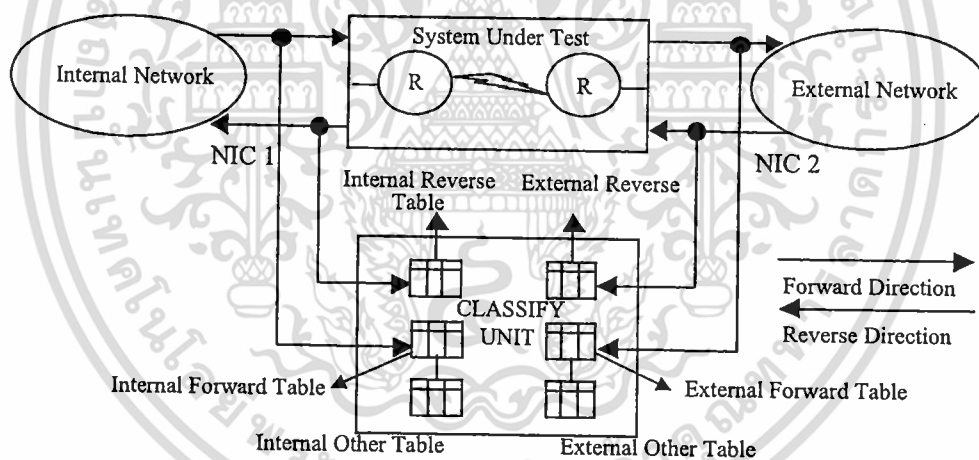 System Under Test
Internal Network
R
R
External Network
NIC 1
NIC 2
Internal Reverse
Table
External Reverse
CLASSIFY
UNIT
Forward Direction
Reverse Direction
Internal Forward Table
External Forward Table
Internal Other Table
External Other Table